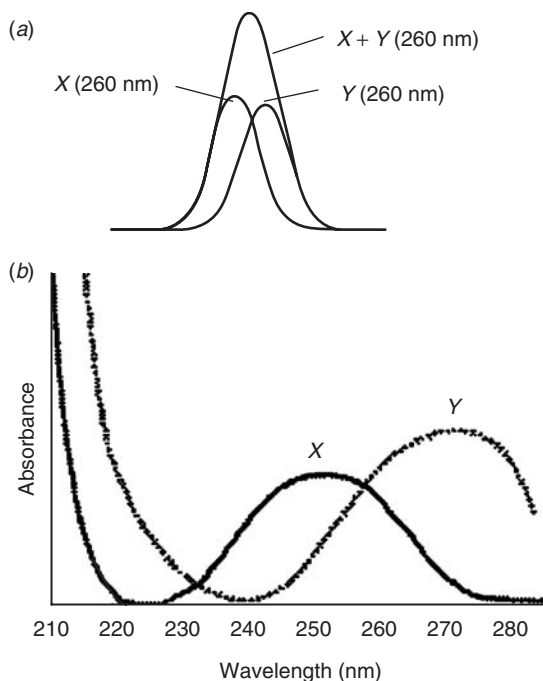 (a)
X + Y (260 nm)
X (260 nm)
Y (260 nm)
(b)
Y
X
Absorbance
210 220 230 240 250 260 270 280
Wavelength (nm)